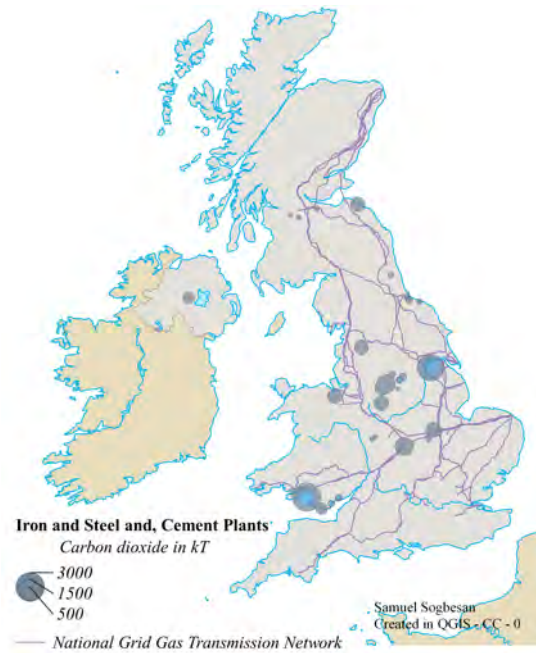 Iron and Steel and, Cement Plants
Carbon dioxide in kT
3000
1500
500
National Grid Gas Transmission Network
Samuel Sogbesan
Created in QGIS - CC - 0